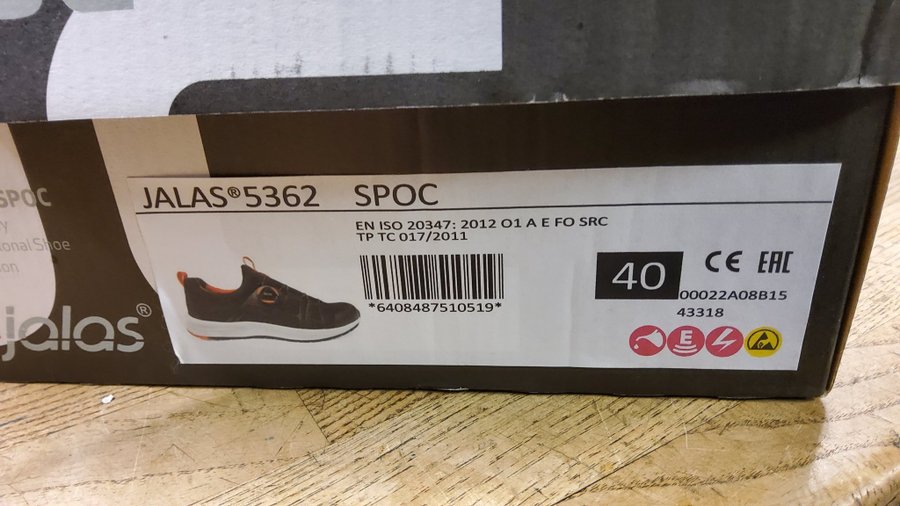 SPOC
onal Shoe
jalas®
JALAS® 5362 SPOC
EN ISO 20347: 2012 O1 A E FO SRC
TP TC 017/2011
*6408487510519*
40
CE EAC
00022A08B15
43318
E